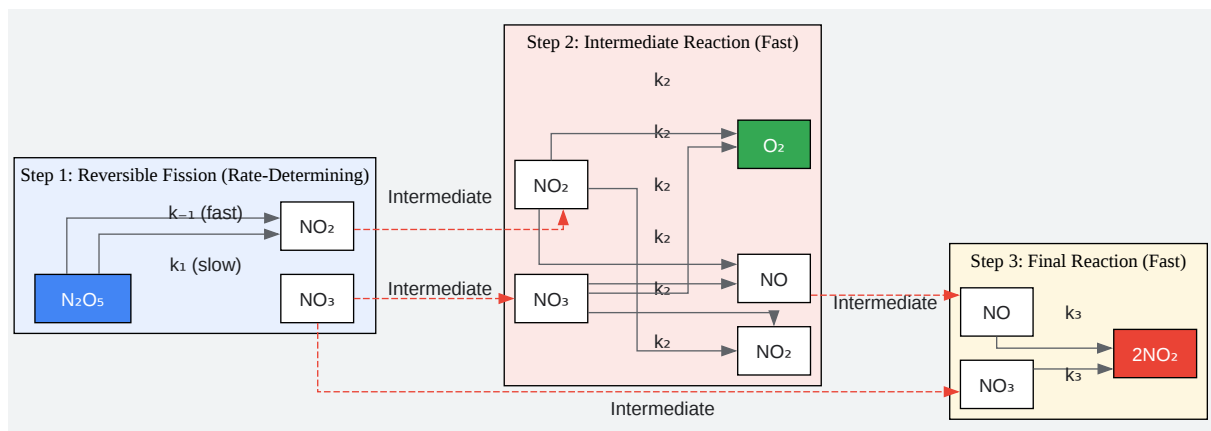 Step 1: Reversible Fission (Rate-Determining)
k₋₁ (fast)
NO₂
k₁ (slow)
N₂O₅
NO₃
Intermediate
Intermediate
Step 2: Intermediate Reaction (Fast)
k₂
k₂
O₂
NO₂
k₂
k₂
NO
NO₃
k₂
k₂
NO₂
Intermediate
Intermediate
Step 3: Final Reaction (Fast)
NO
k₃
2NO₂
NO₃
k₃